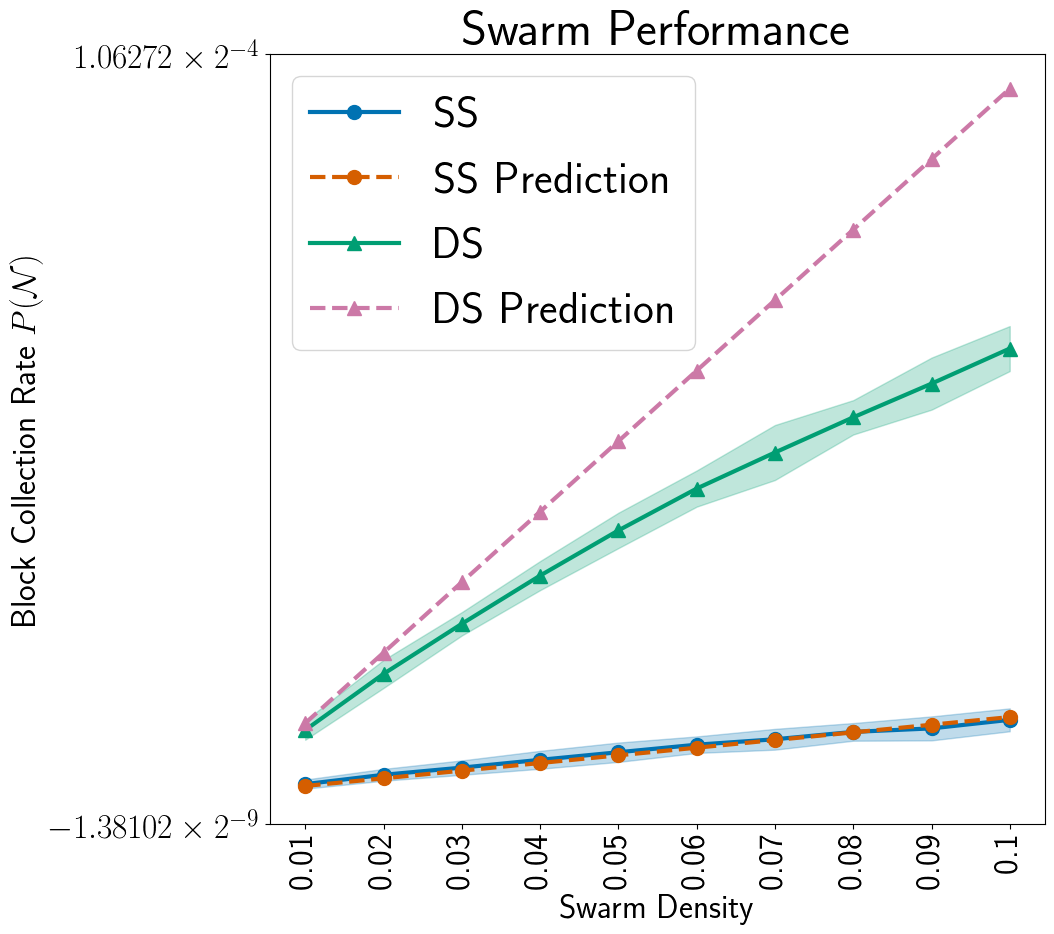 Swarm Performance
1.06272 × 2⁻⁴
SS
SS Prediction
DS
DS Prediction
Block Collection Rate P(𝒩)
−1.38102 × 2⁻⁹
0.01 0.02 0.03 0.04 0.05 0.06 0.07 0.08 0.09 0.1
Swarm Density